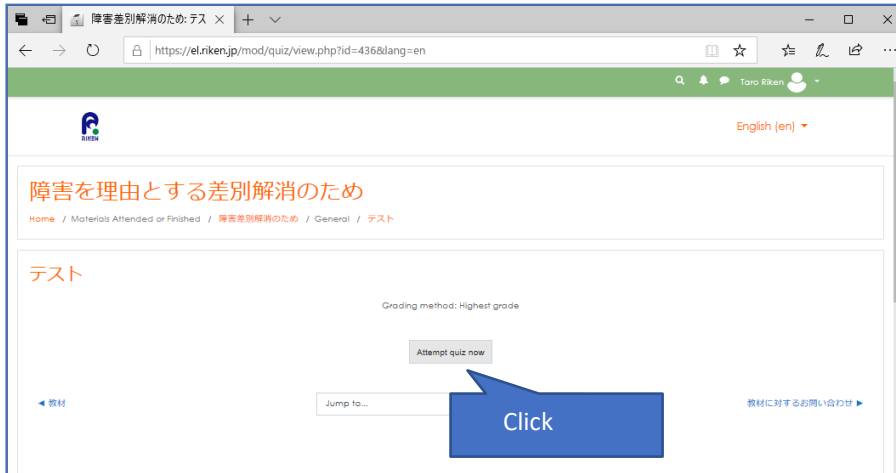 障害差別解消のため: テス
https://el.riken.jp/mod/quiz/view.php?id=436&lang=en
Taro Riken
RIKEN
English (en)
障害を理由とする差別解消のため
Home / Materials Attended or Finished / 障害差別解消のため / General / テスト
テスト
Grading method: Highest grade
Attempt quiz now
◀ 教材
Jump to...
教材に対するお問い合わせ ▶
Click